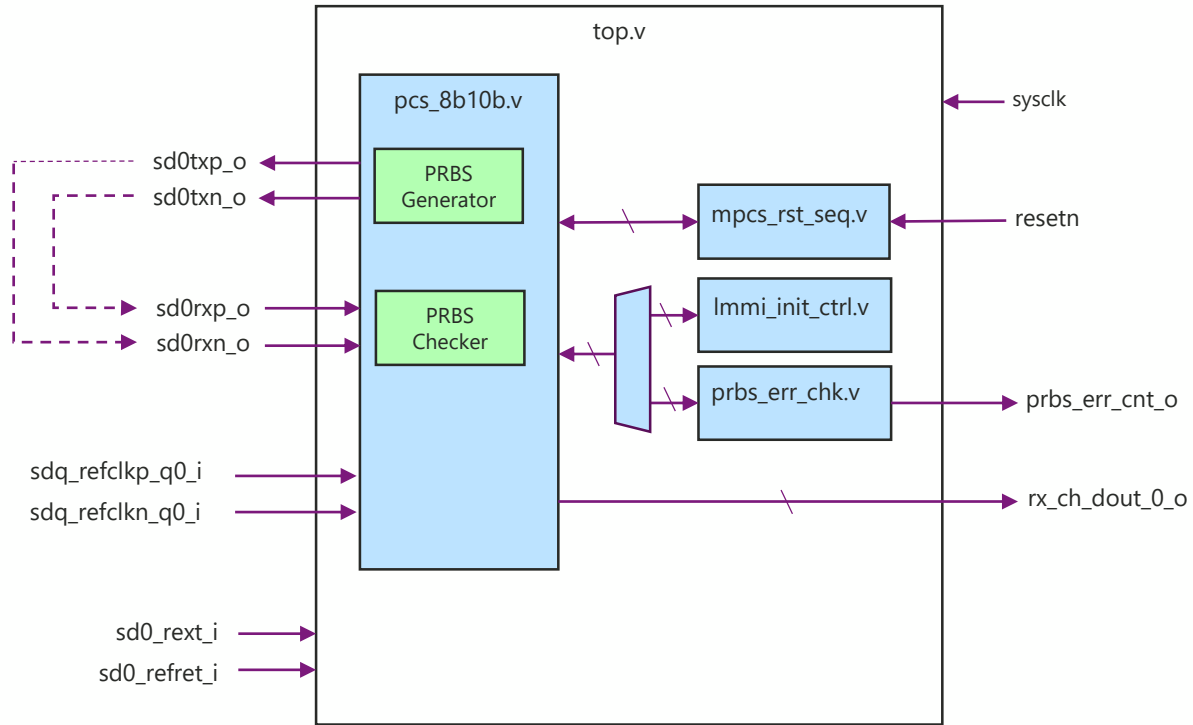 top.v
pcs_8b10b.v
sysclk
sd0txp_o
PRBS
Generator
sd0txn_o
mpcs_rst_seq.v
resetn
sd0rxp_o
PRBS
Checker
lmmi_init_ctrl.v
sd0rxn_o
prbs_err_chk.v
prbs_err_cnt_o
sdq_refclkp_q0_i
sdq_refclkn_q0_i
rx_ch_dout_0_o
sd0_rext_i
sd0_refret_i